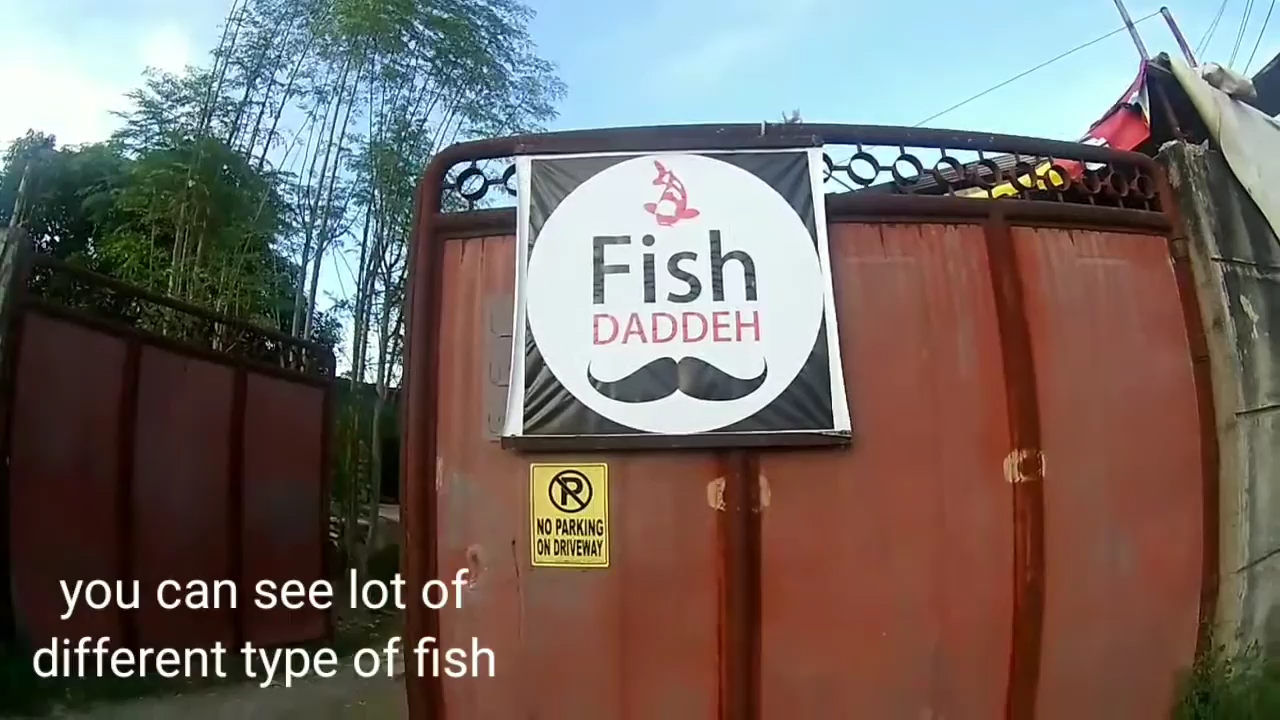 Fish
DADDEH
NO PARKING
ON DRIVEWAY
you can see lot of
different type of fish